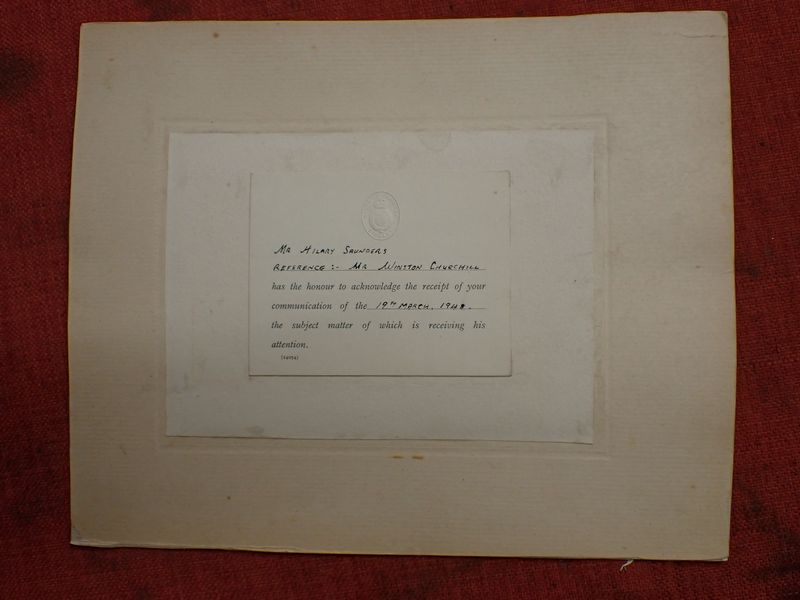 Mr Hilary Saunders
Reference :- Mr Winston Churchill
has the honour to acknowledge the receipt of your
communication of the 19th March, 1948.
the subject matter of which is receiving his
attention.